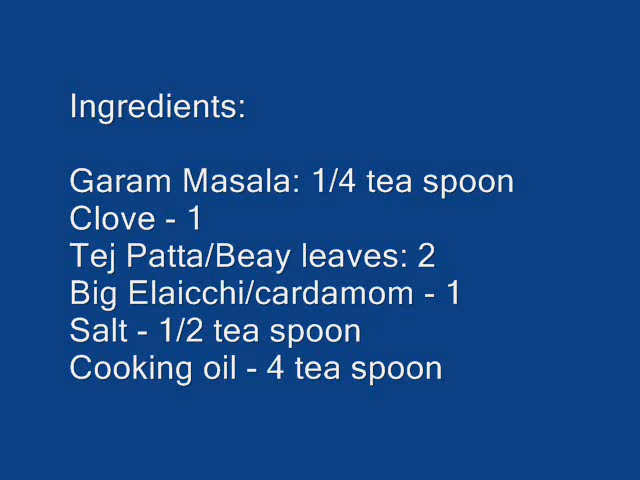 Ingredients:
Garam Masala: 1/4 tea spoon
Clove - 1
Tej Patta/Beay leaves: 2
Big Elaicchi/cardamom - 1
Salt - 1/2 tea spoon
Cooking oil - 4 tea spoon